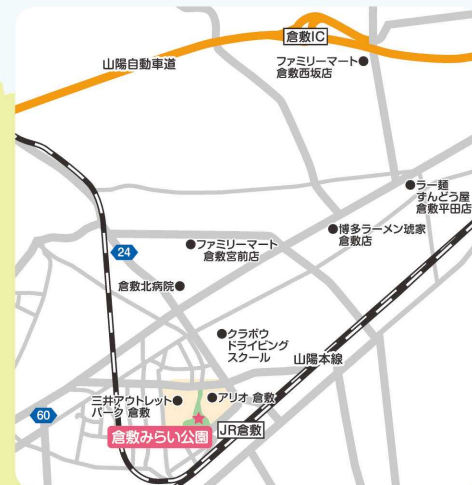 倉敷IC
山陽自動車道
ファミリーマート
倉敷西坂店
ラー麺
ずんどう屋
倉敷平田店
博多ラーメン琥家
倉敷店
24
ファミリーマート
倉敷宮前店
倉敷北病院
クラボウ
ドライビング
スクール
山陽本線
三井アウトレット
パーク 倉敷
アリオ 倉敷
60
倉敷みらい公園
JR倉敷